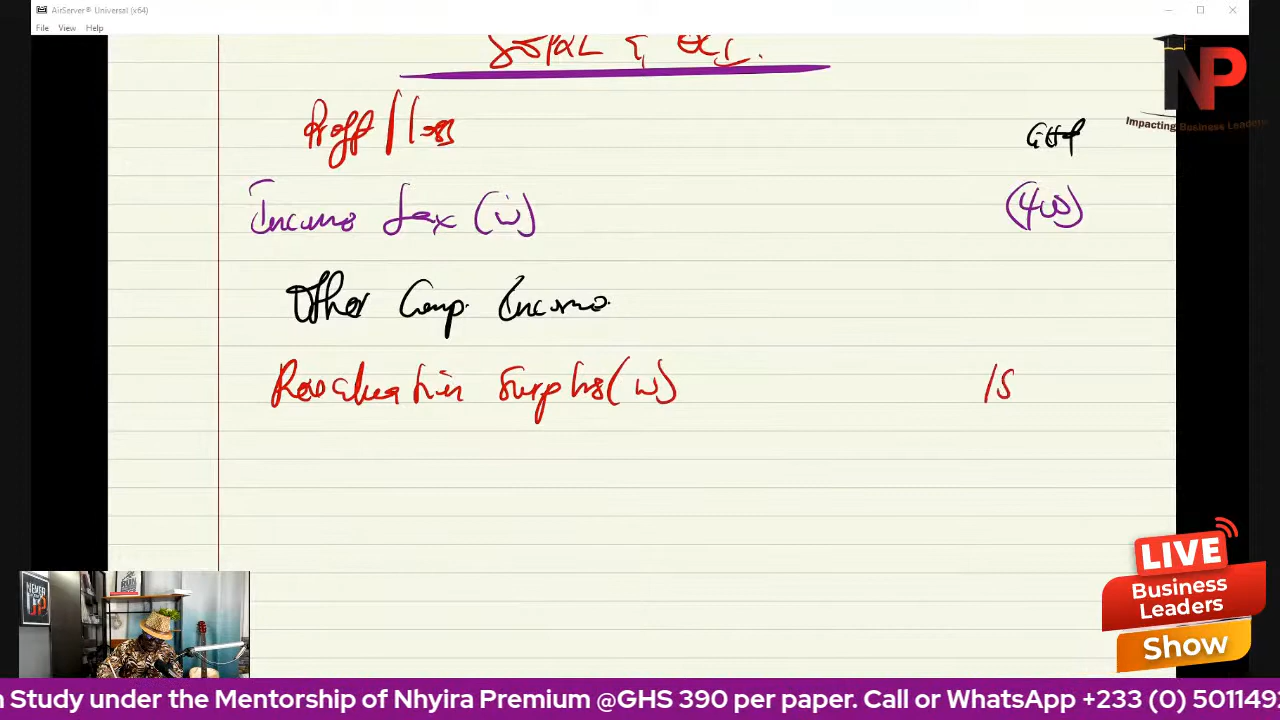 AirServer® Universal (x64)
File View Help
NP
Impacting Business Leaders
Profit / Loss GH¢
Income tax (w) (40)
Other Comp. Income
Revaluation Surplus (w) 15
LIVE
Business
Leaders
Show
n Study under the Mentorship of Nhyira Premium @GHS 390 per paper. Call or WhatsApp +233 (0) 501149